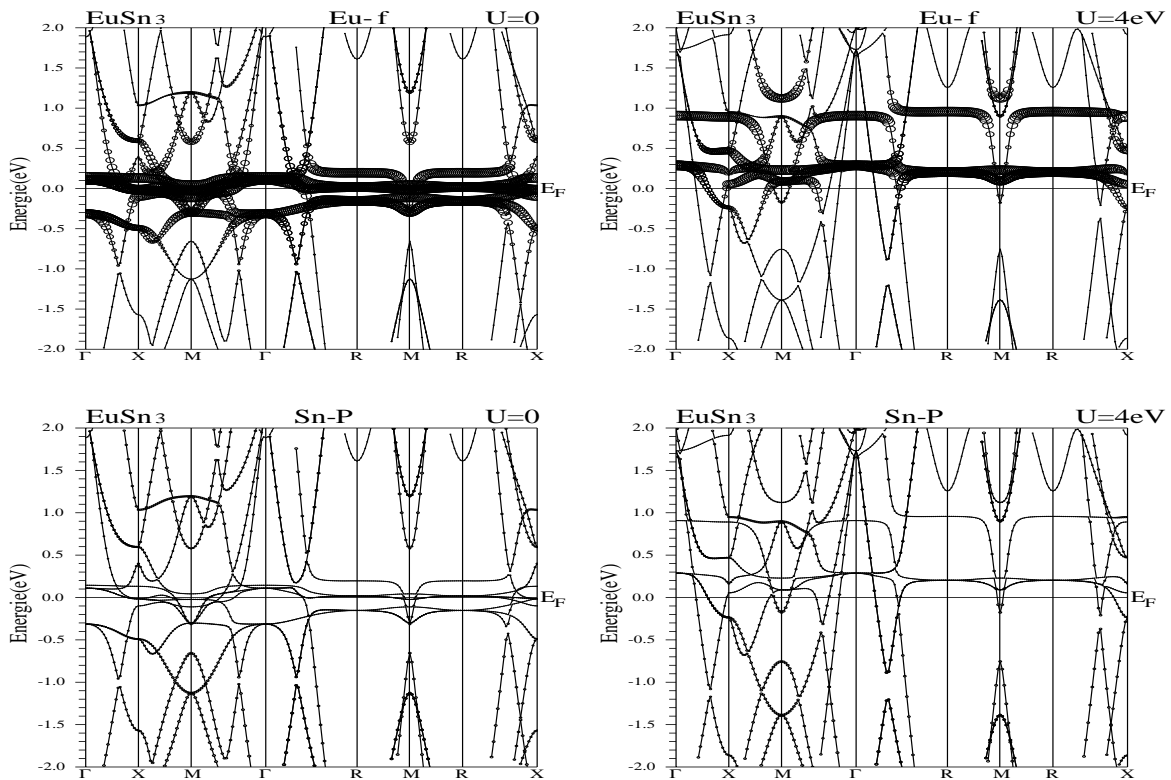 EuSn3 Eu-f U=0
2.0
1.5
1.0
0.5
0.0
-0.5
-1.0
-1.5
-2.0
Energie(eV)
EF
Γ X M Γ R M R X
EuSn3 Eu-f U=4eV
2.0
1.5
1.0
0.5
0.0
-0.5
-1.0
-1.5
-2.0
Energie(eV)
EF
Γ X M Γ R M R X
EuSn3 Sn-P U=0
2.0
1.5
1.0
0.5
0.0
-0.5
-1.0
-1.5
-2.0
Energie(eV)
EF
Γ X M Γ R M R X
EuSn3 Sn-P U=4eV
2.0
1.5
1.0
0.5
0.0
-0.5
-1.0
-1.5
-2.0
Energie(eV)
EF
Γ X M Γ R M R X